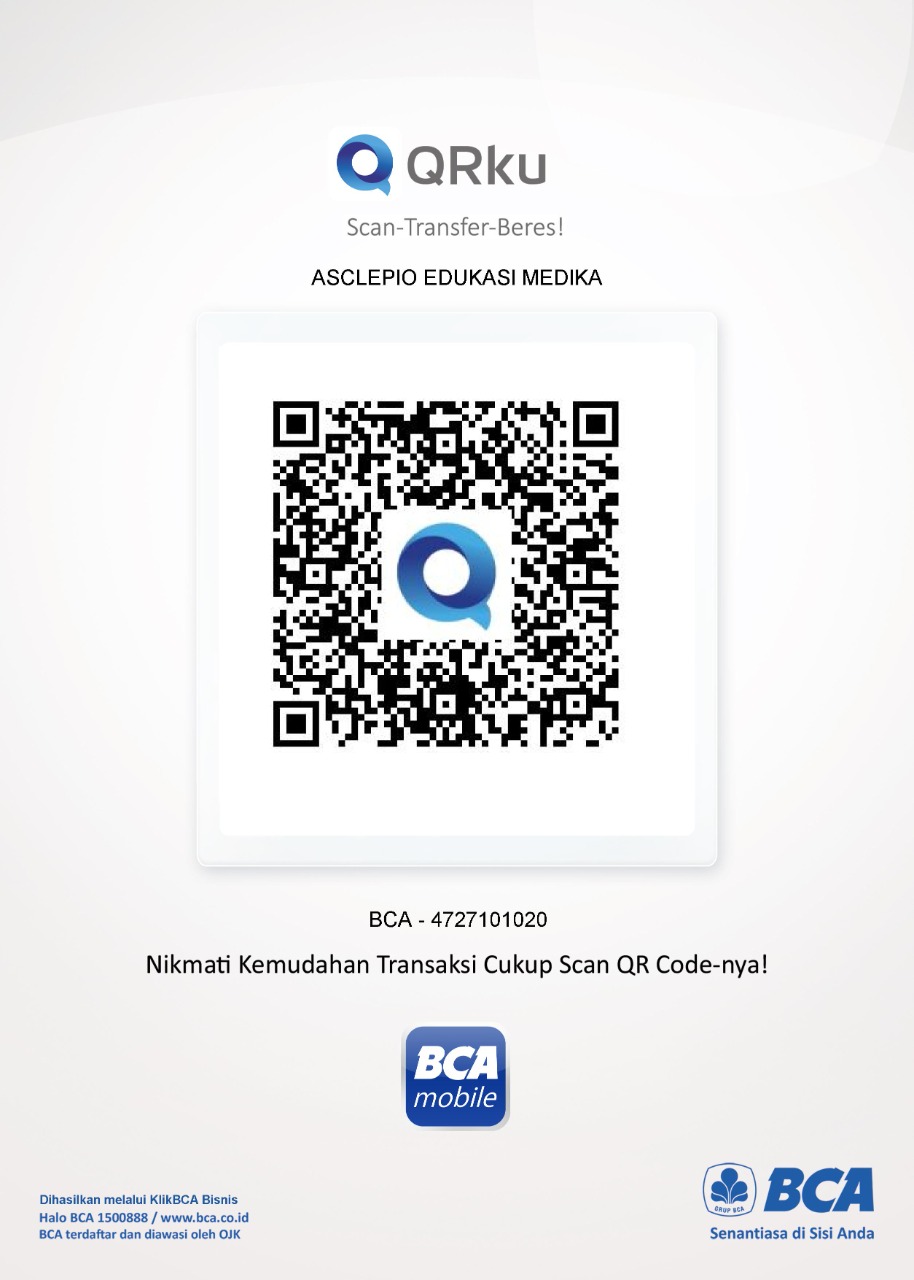 QRku
Scan-Transfer-Beres!
ASCLEPIO EDUKASI MEDIKA
BCA - 4727101020
Nikmati Kemudahan Transaksi Cukup Scan QR Code-nya!
BCA
mobile
Dihasilkan melalui KlikBCA Bisnis
Halo BCA 1500888 / www.bca.co.id
BCA terdaftar dan diawasi oleh OJK
GRUP BCA
BCA
Senantiasa di Sisi Anda